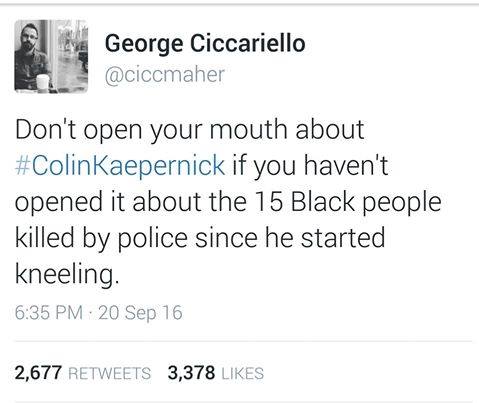 George Ciccariello
@ciccmaher
Don't open your mouth about
#ColinKaepernick if you haven't
opened it about the 15 Black people
killed by police since he started
kneeling.
6:35 PM · 20 Sep 16
2,677 RETWEETS 3,378 LIKES